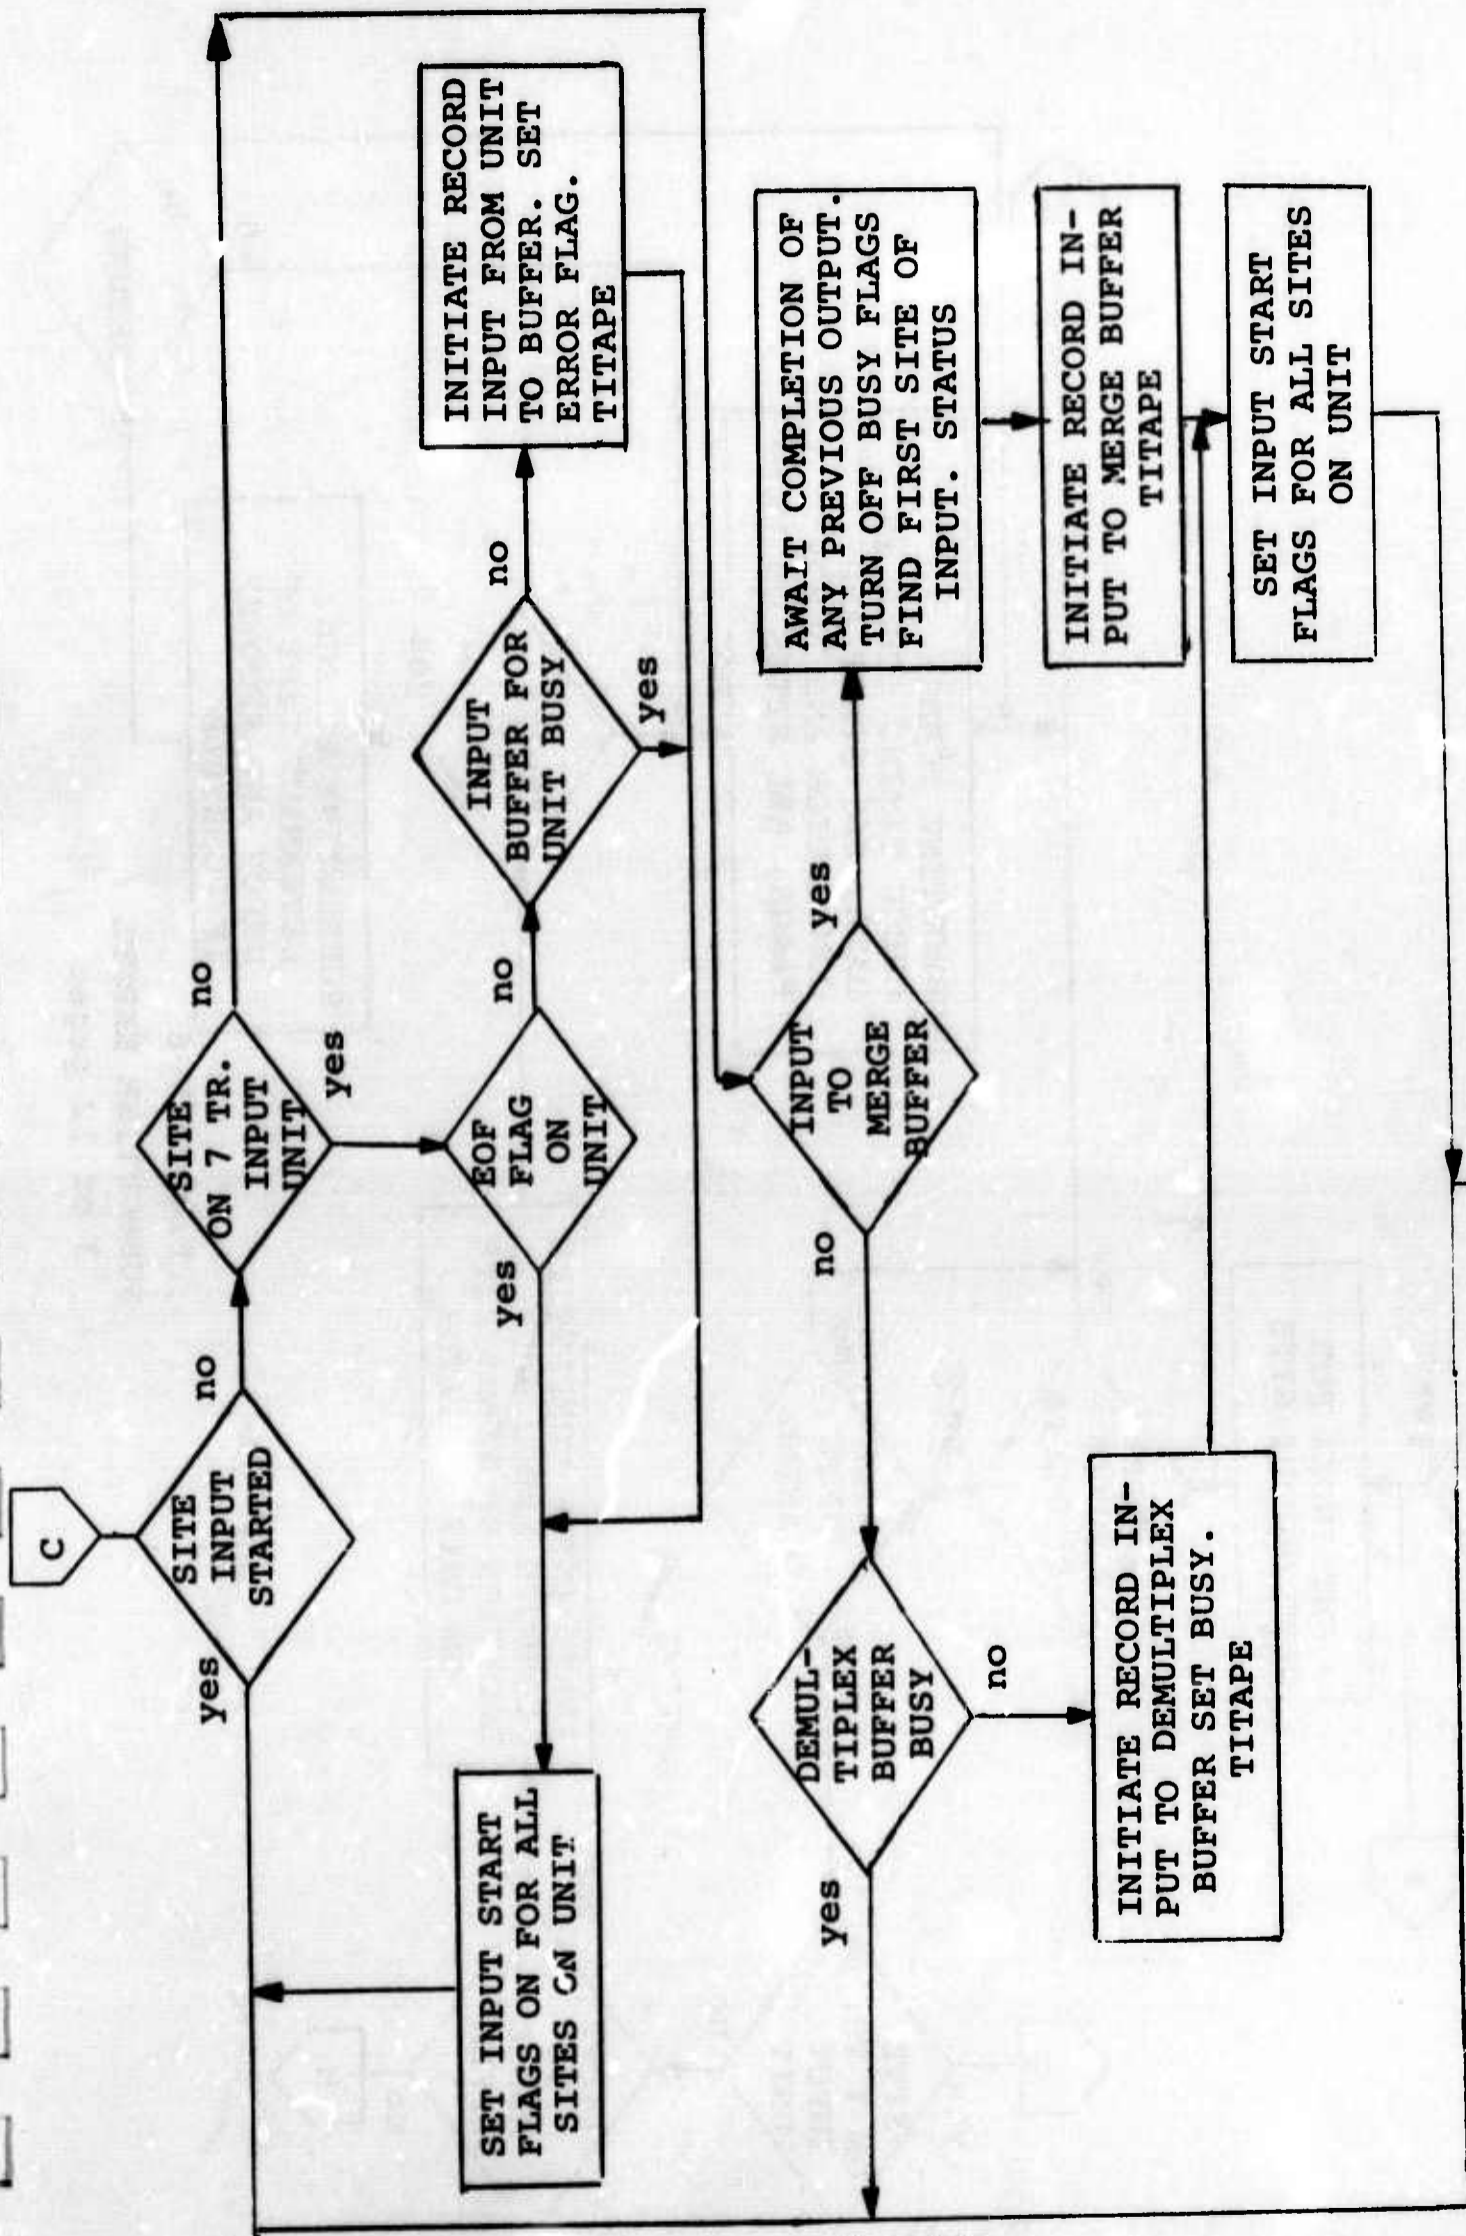 C
SITE
INPUT
STARTED
yes
no
SITE
ON 7 TR.
INPUT
UNIT
no
yes
EOF
FLAG
ON
UNIT
yes
no
INPUT
BUFFER FOR
UNIT BUSY
no
yes
INITIATE RECORD
INPUT FROM UNIT
TO BUFFER. SET
ERROR FLAG.
TITAPE
SET INPUT START
FLAGS ON FOR ALL
SITES ON UNIT
INPUT
TO
MERGE
BUFFER
yes
no
AWAIT COMPLETION OF
ANY PREVIOUS OUTPUT.
TURN OFF BUSY FLAGS
FIND FIRST SITE OF
INPUT. STATUS
INITIATE RECORD IN-
PUT TO MERGE BUFFER
TITAPE
SET INPUT START
FLAGS FOR ALL SITES
ON UNIT
DEMUL-
TIPLEX
BUFFER
BUSY
yes
no
INITIATE RECORD IN-
PUT TO DEMULTIPLEX
BUFFER SET BUSY.
TITAPE